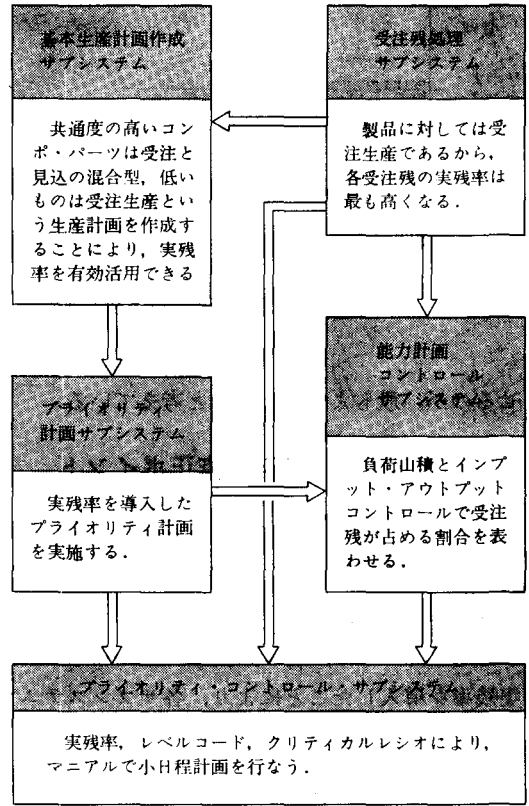 基本生産計画作成
サブシステム
共通度の高いコン
ポ・パーツは受注と
見込の混合型，低い
ものは受注生産とい
う生産計画を作成す
ることにより，実残
率を有効活用できる
受注残処理
サブシステム
製品に対しては受
注生産であるから，
各受注残の実残率は
最も高くなる．
プライオリティ
計画サブシステム
実残率を導入した
プライオリティ計画
を実施する．
能力計画
コントロール
サブシステム
負荷山積とインプ
ット・アウトプット
コントロールで受注
残が占める割合を表
わせる．
プライオリティ・コントロール・サブシステム
実残率，レベルコード，クリティカルレシオにより，
マニアルで小日程計画を行なう．